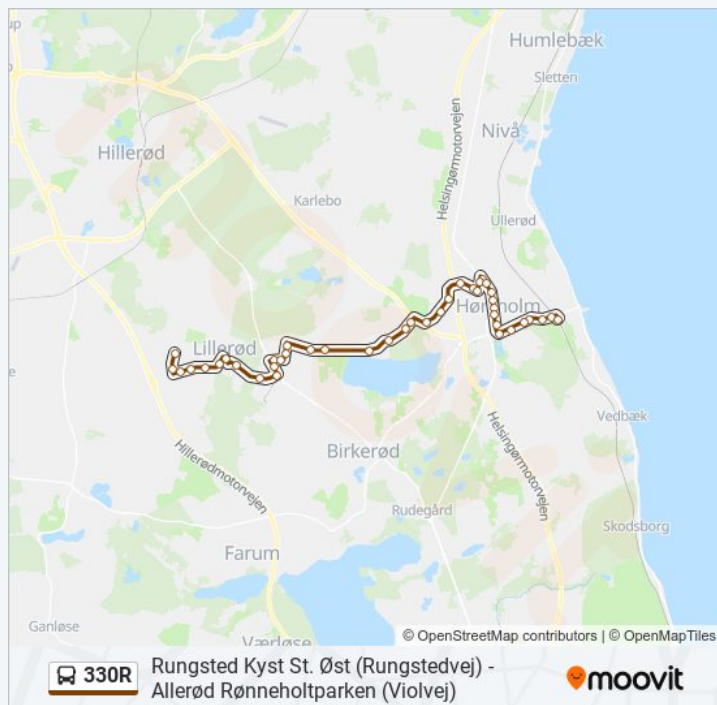 Humlebæk
Sletten
Nivå
Helsingørmotorvejen
Hillerød
Karlebo
Ullerød
Hørsholm
Lillerød
Vedbæk
Birkerød
Hillerødmotorvejen
Helsingørmotorvejen
Rudegård
Skodsborg
Farum
Ganløse
Værløse
© OpenStreetMap contributors | © OpenMapTiles
330R
Rungsted Kyst St. Øst (Rungstedvej) -
Allerød Rønneholtparken (Violvej)
moovit